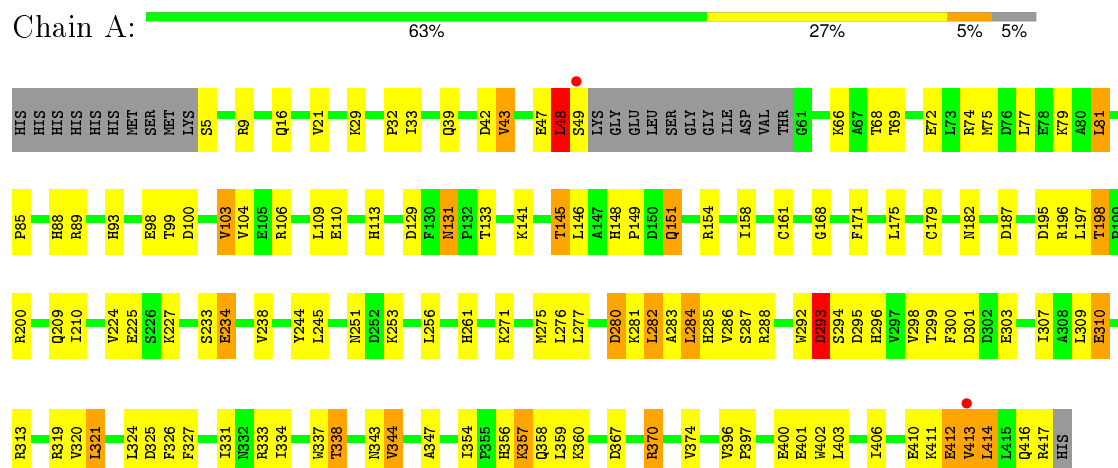 Chain A:
63% 27% 5% 5%
HIS HIS HIS HIS HIS HIS MET SER MET LYS S5 R9 Q16 V21 K29 P32 I33 Q39 D42 V43 E47 L48 S49 LYS GLY GLU LEU SER GLY GLY ILE ASP VAL THR G61 K66 A67 T68 T69 E72 L73 R74 M75 D76 L77 E78 K79 A80 L81
P85 H88 R89 H93 E98 T99 D100 V103 V104 E105 R106 L109 E110 H113 D129 F130 N131 P132 T133 K141 T145 L146 A147 H148 P149 D150 Q151 R154 I158 C161 G168 F171 L175 C179 N182 D187 D195 R196 L197 T198
R200 Q209 I210 V224 E225 S226 K227 S233 E234 V238 Y244 L245 N251 D252 K253 L256 H261 K271 M275 L276 L277 D280 K281 L282 A283 L284 H285 V286 S287 R288 W292 D293 S294 D295 H296 V297 V298 T299 F300 D301 D302 E303 I307 A308 L309 E310
R313 R319 V320 L321 L324 D325 F326 F327 I331 N332 R333 I334 W337 T338 N343 V344 A347 I354 P355 H356 K357 Q358 L359 K360 D367 R370 V374 V396 P397 E400 E401 W402 L403 I406 E410 K411 E412 V413 L414 L415 Q416 R417 HIS